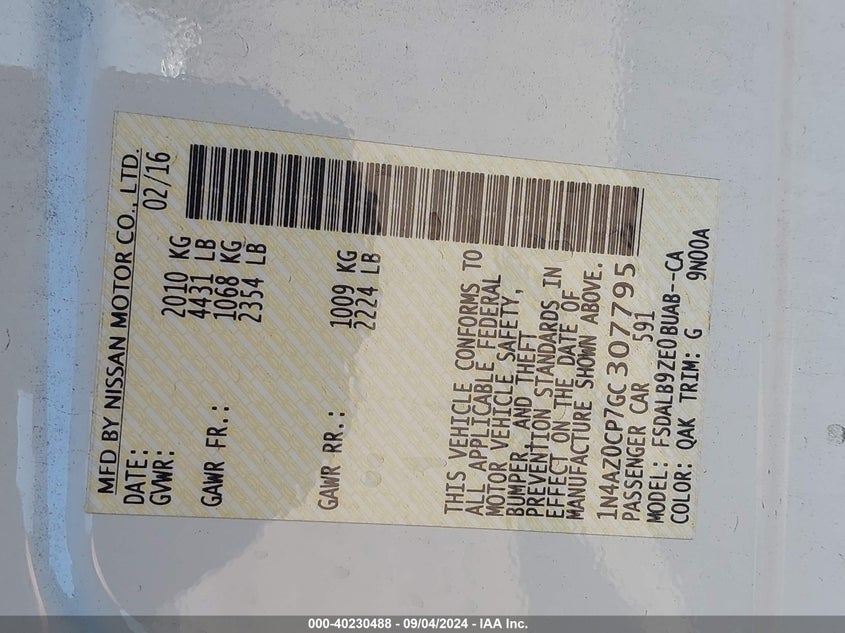 MFD BY NISSAN MOTOR CO., LTD.
DATE: 02/16
GVWR: 2010 KG
4431 LB
GAWR FR.: 1068 KG
2354 LB
GAWR RR.: 1009 KG
2224 LB
THIS VEHICLE CONFORMS TO
ALL APPLICABLE FEDERAL
MOTOR VEHICLE SAFETY,
BUMPER, AND THEFT
PREVENTION STANDARDS IN
EFFECT ON THE DATE OF
MANUFACTURE SHOWN ABOVE.
1N4AZ0CP7GC307795
PASSENGER CAR 591
MODEL: FSDALB9ZE0BUAB--CA
COLOR: QAK TRIM: G 9N00A
000-40230488 - 09/04/2024 - IAA Inc.